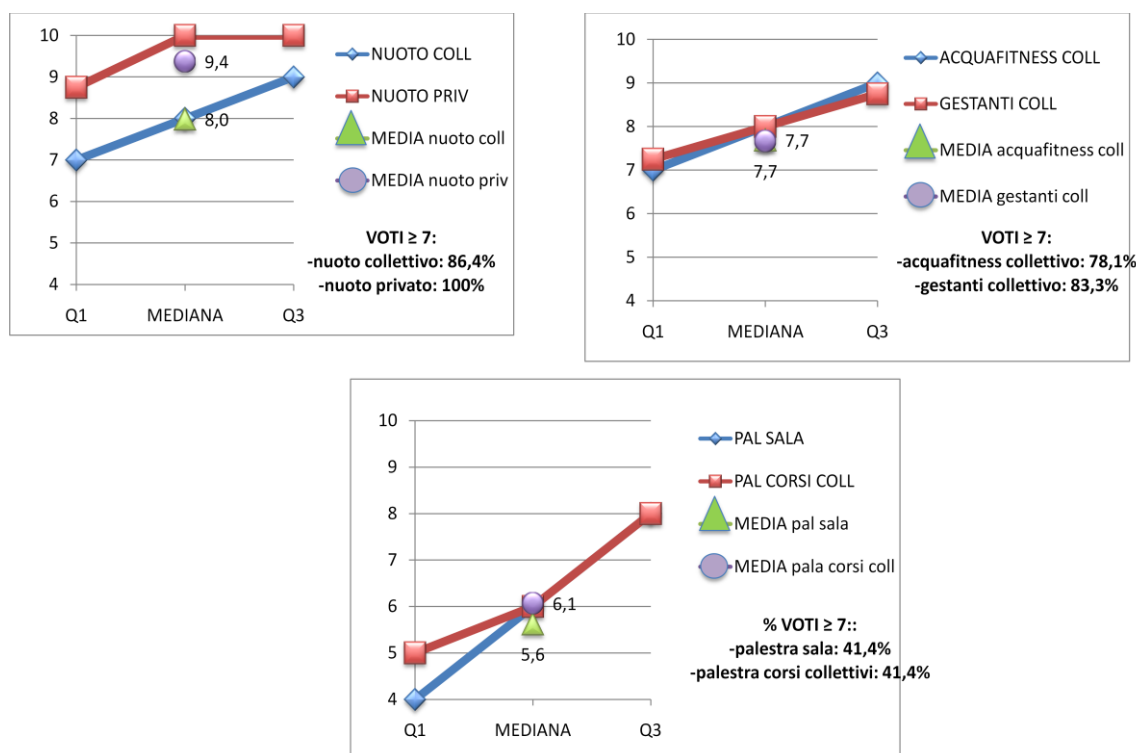 10
9
8
7
6
5
4
Q1 MEDIANA Q3
9,4
8,0
NUOTO COLL
NUOTO PRIV
MEDIA nuoto coll
MEDIA nuoto priv
VOTI ≥ 7:
-nuoto collettivo: 86,4%
-nuoto privato: 100%
10
9
8
7
6
5
4
Q1 MEDIANA Q3
7,7
7,7
ACQUAFITNESS COLL
GESTANTI COLL
MEDIA acquafitness coll
MEDIA gestanti coll
VOTI ≥ 7:
-acquafitness collettivo: 78,1%
-gestanti collettivo: 83,3%
10
9
8
7
6
5
4
Q1 MEDIANA Q3
6,1
5,6
PAL SALA
PAL CORSI COLL
MEDIA pal sala
MEDIA pala corsi coll
% VOTI ≥ 7::
-palestra sala: 41,4%
-palestra corsi collettivi: 41,4%